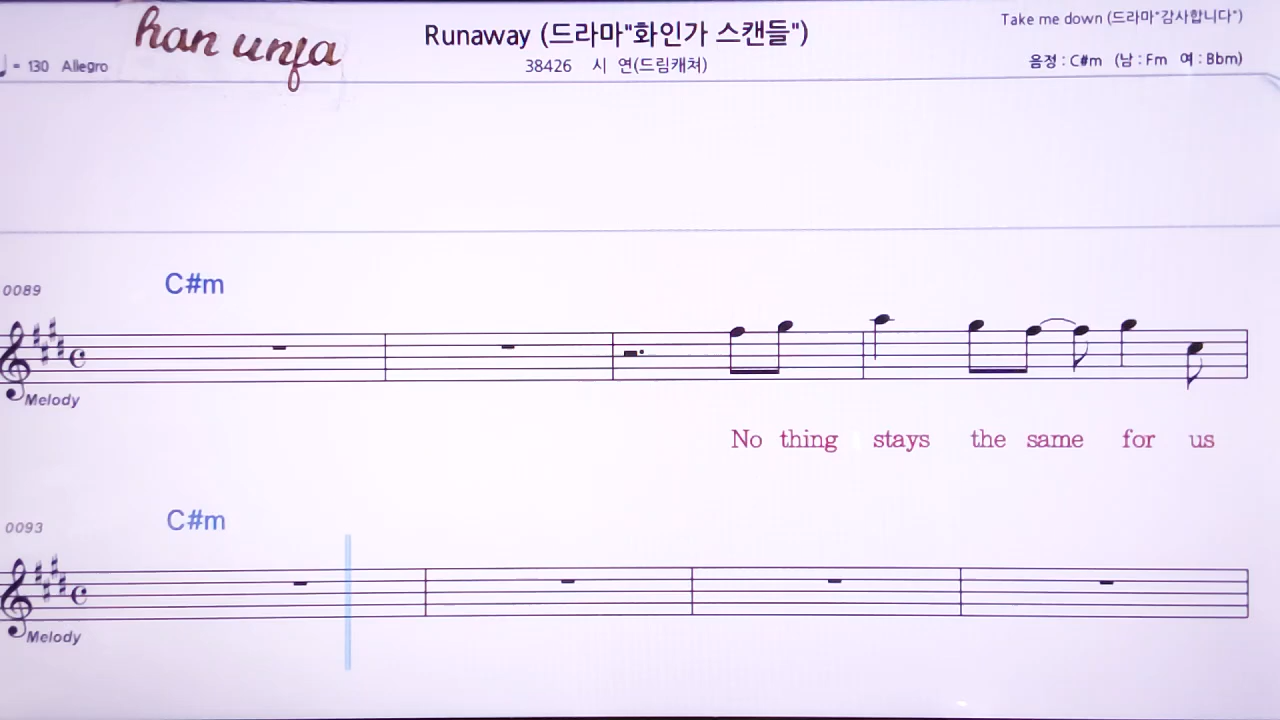 han unfa
Runaway (드라마"화인가 스캔들")
Take me down (드라마"감사합니다")
♩ = 130 Allegro
38426 시 연(드림캐쳐)
음정 : C#m (남 : Fm 여 : Bbm)
0089
C#m
Melody
No thing stays the same for us
0093
C#m
Melody